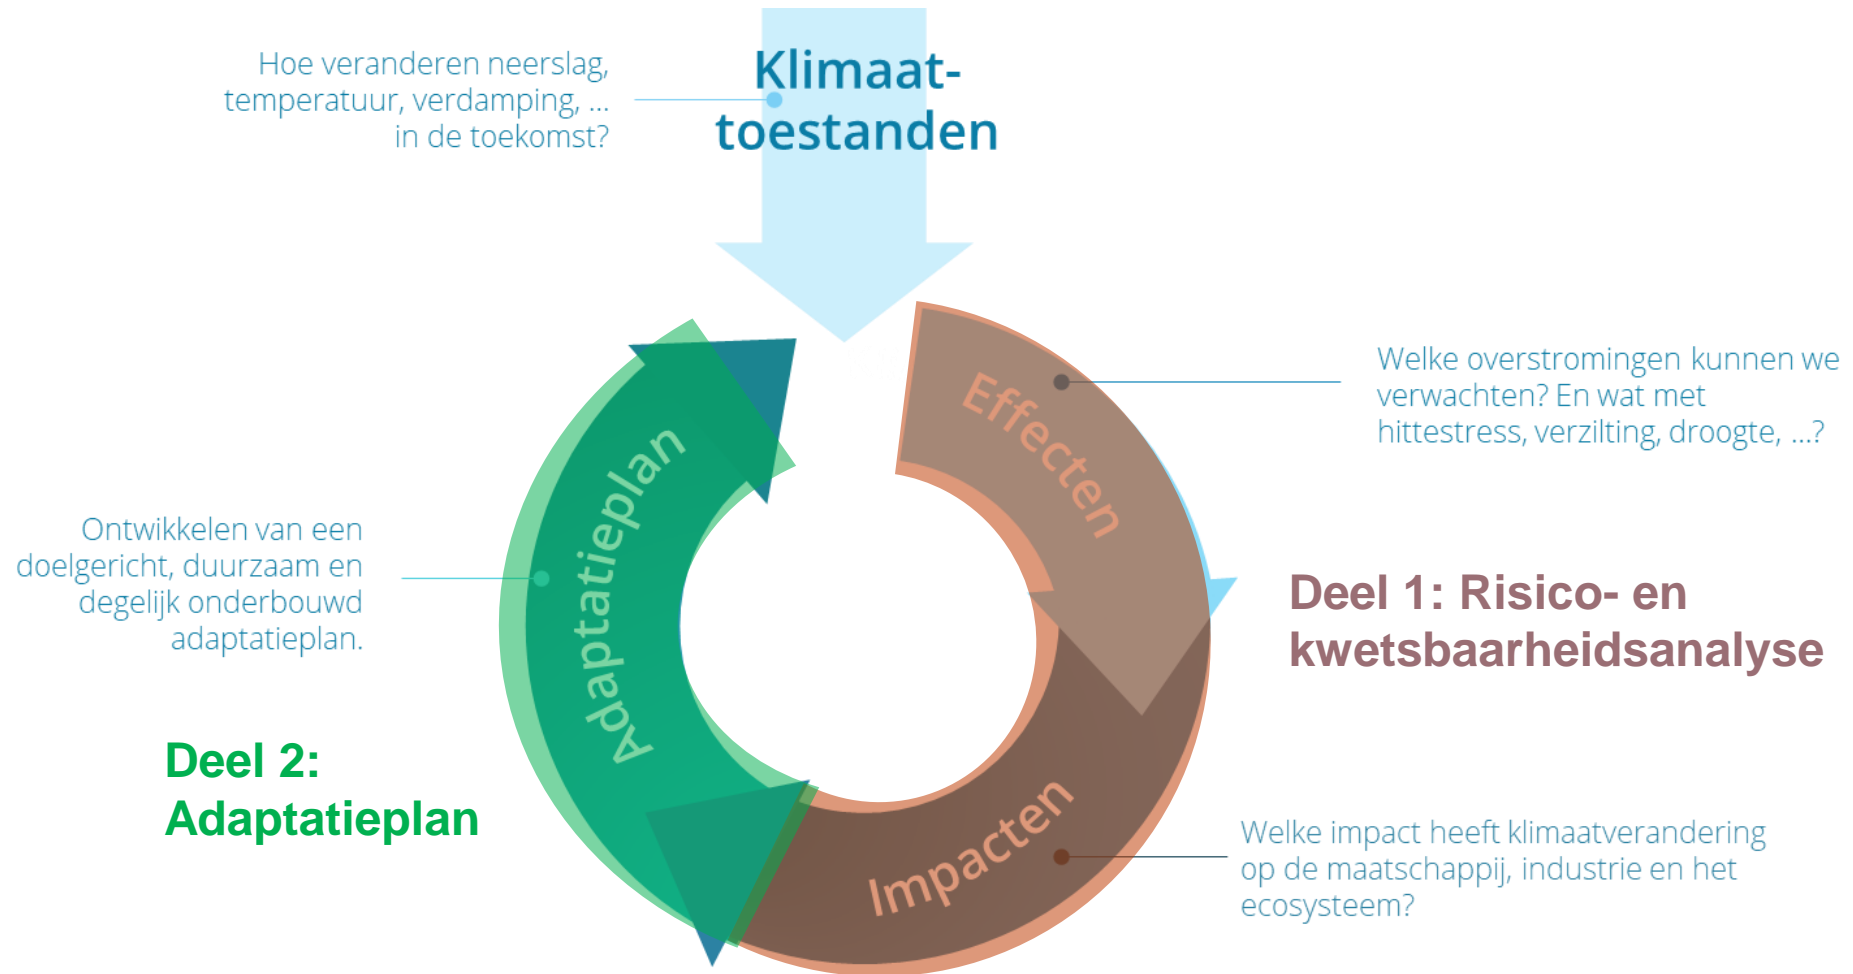 Hoe veranderen neerslag,
temperatuur, verdamping, ...
in de toekomst?
Klimaat-
toestanden
Effecten
Welke overstromingen kunnen we
verwachten? En wat met
hittestress, verzilting, droogte, ...?
Deel 1: Risico- en
kwetsbaarheidsanalyse
Impacten
Welke impact heeft klimaatverandering
op de maatschappij, industrie en het
ecosysteem?
Adaptatieplan
Ontwikkelen van een
doelgericht, duurzaam en
degelijk onderbouwd
adaptatieplan.
Deel 2:
Adaptatieplan